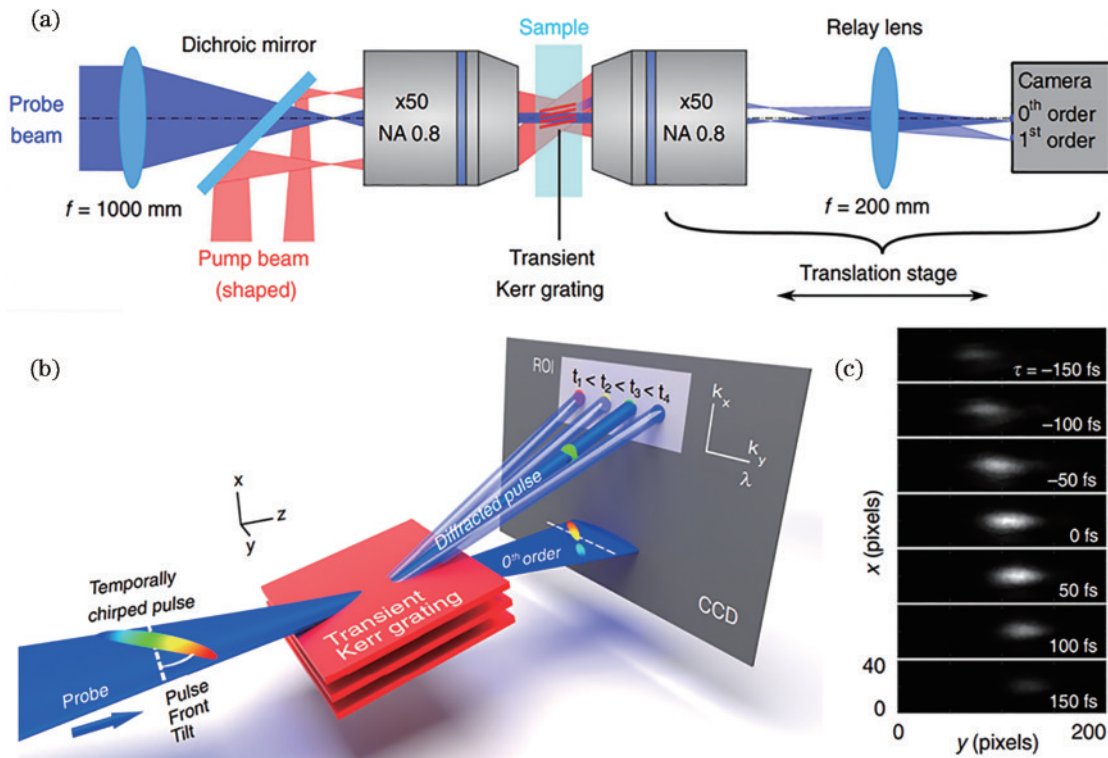 (a)
Sample
Dichroic mirror
Relay lens
Probe
beam
x50
NA 0.8
x50
NA 0.8
Camera
0th order
1st order
f = 1000 mm
f = 200 mm
Pump beam
(shaped)
Transient
Kerr grating
Translation stage
(b)
ROI
t1 < t2 < t3 < t4
kx
ky
λ
x
z
y
Diffracted pulse
0th order
Temporally
chirped pulse
Transient
Kerr grating
CCD
Probe
Pulse
Front
Tilt
(c)
τ = −150 fs
−100 fs
−50 fs
0 fs
50 fs
100 fs
150 fs
x (pixels)
40
0
0
200
y (pixels)